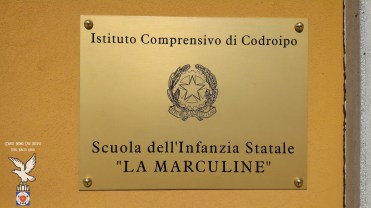 Istituto Comprensivo di Codroipo
Scuola dell'Infanzia Statale
"LA MARCULINE"